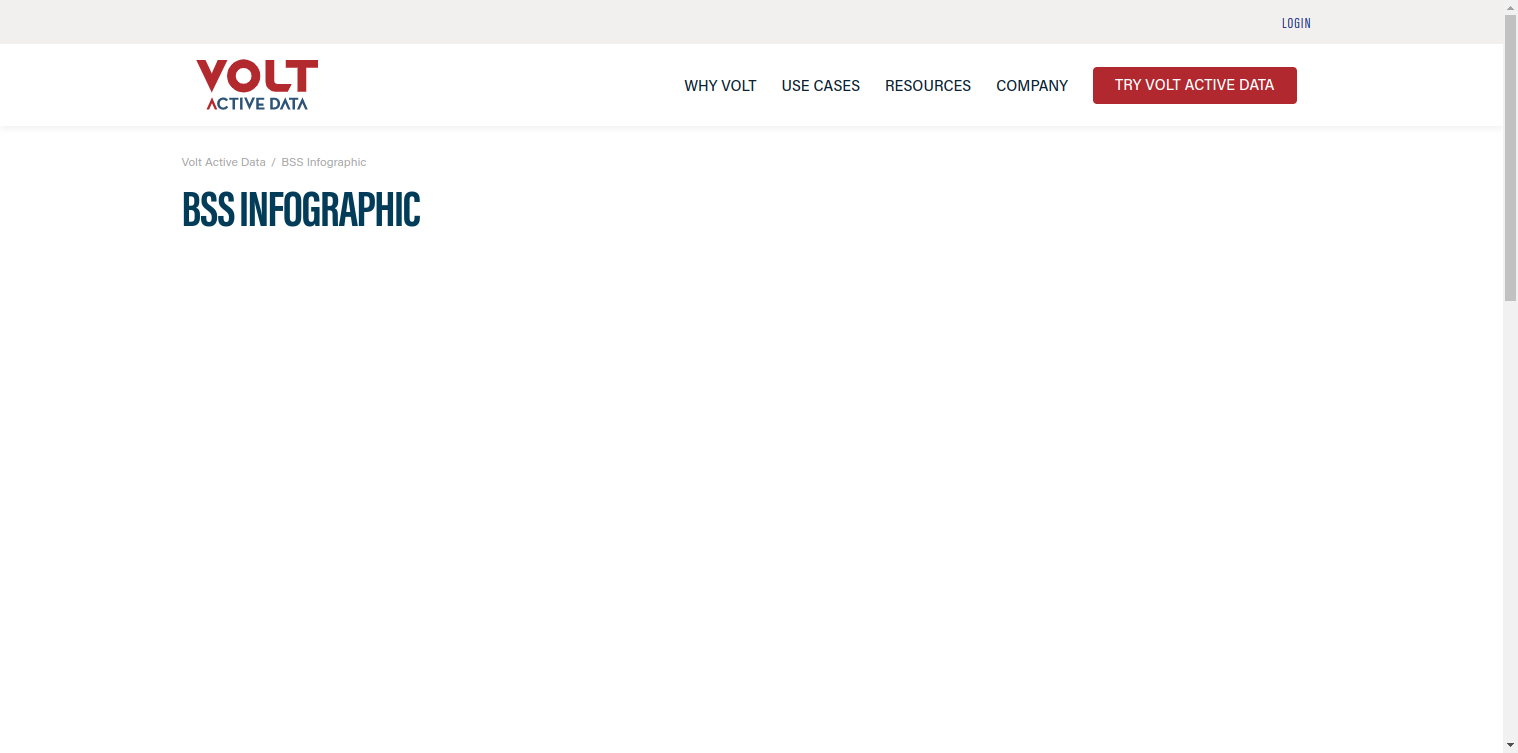 LOGIN
VOLT
ACTIVE DATA
WHY VOLT
USE CASES
RESOURCES
COMPANY
TRY VOLT ACTIVE DATA
Volt Active Data / BSS Infographic
BSS INFOGRAPHIC